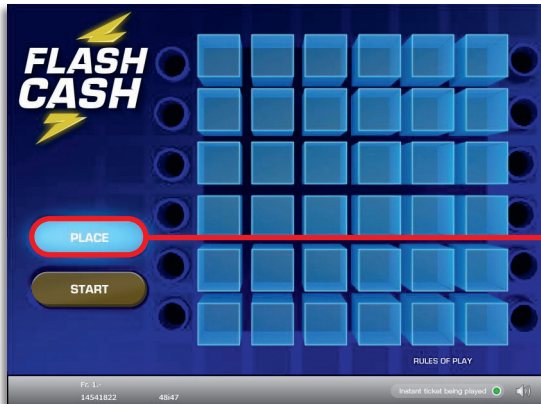 FLASH
CASH
PLACE
START
RULES OF PLAY
Fr. 1.-
Instant ticket being played
14541822 48i47